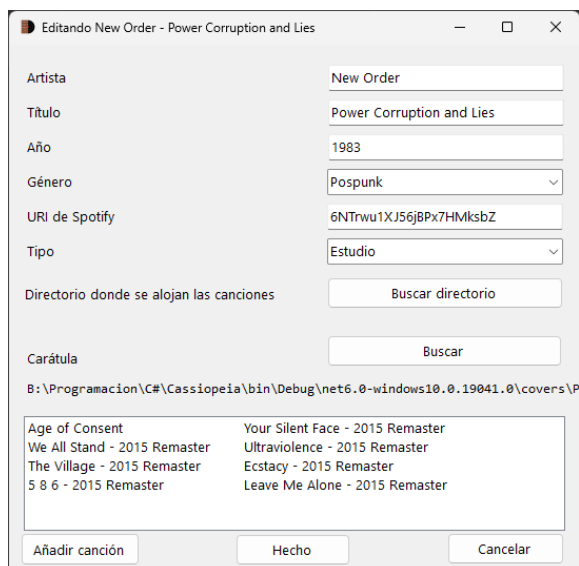 Editando New Order - Power Corruption and Lies
Artista New Order
Título Power Corruption and Lies
Año 1983
Género Pospunk
URI de Spotify 6NTrwu1XJ56jBPx7HMksbZ
Tipo Estudio
Directorio donde se alojan las canciones Buscar directorio
Carátula Buscar
B:\Programacion\C#\Cassiopeia\bin\Debug\net6.0-windows10.0.19041.0\covers\P
Age of Consent Your Silent Face - 2015 Remaster
We All Stand - 2015 Remaster Ultraviolence - 2015 Remaster
The Village - 2015 Remaster Ecstacy - 2015 Remaster
5 8 6 - 2015 Remaster Leave Me Alone - 2015 Remaster
Añadir canción Hecho Cancelar